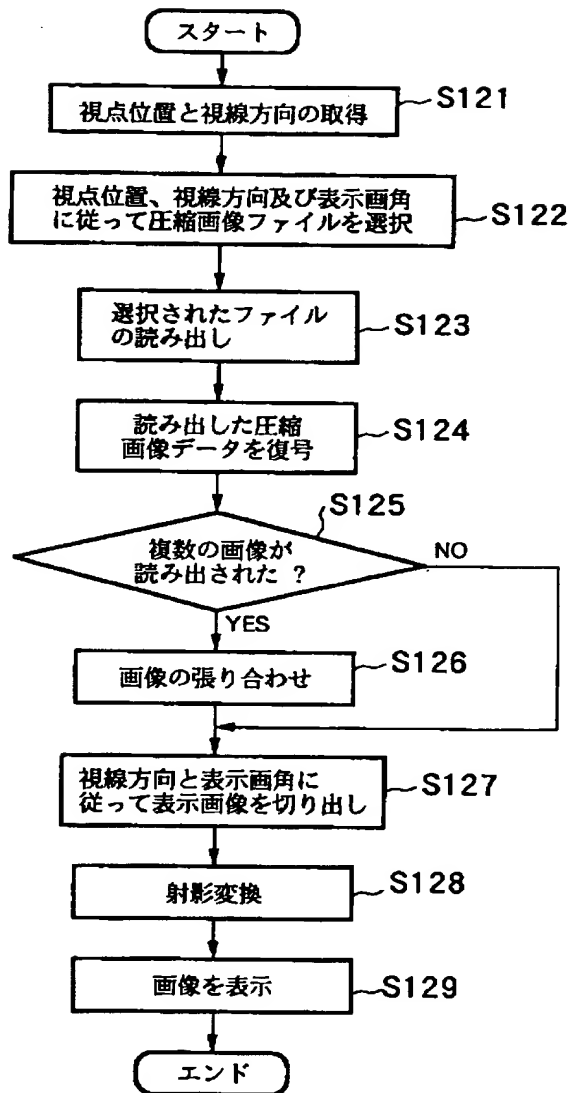 スタート
視点位置と視線方向の取得
S121
視点位置、視線方向及び表示画角
に従って圧縮画像ファイルを選択
S122
選択されたファイル
の読み出し
S123
読み出した圧縮
画像データを復号
S124
S125
複数の画像が
読み出された ?
NO
YES
画像の張り合わせ
S126
視線方向と表示画角に
従って表示画像を切り出し
S127
射影変換
S128
画像を表示
S129
エンド